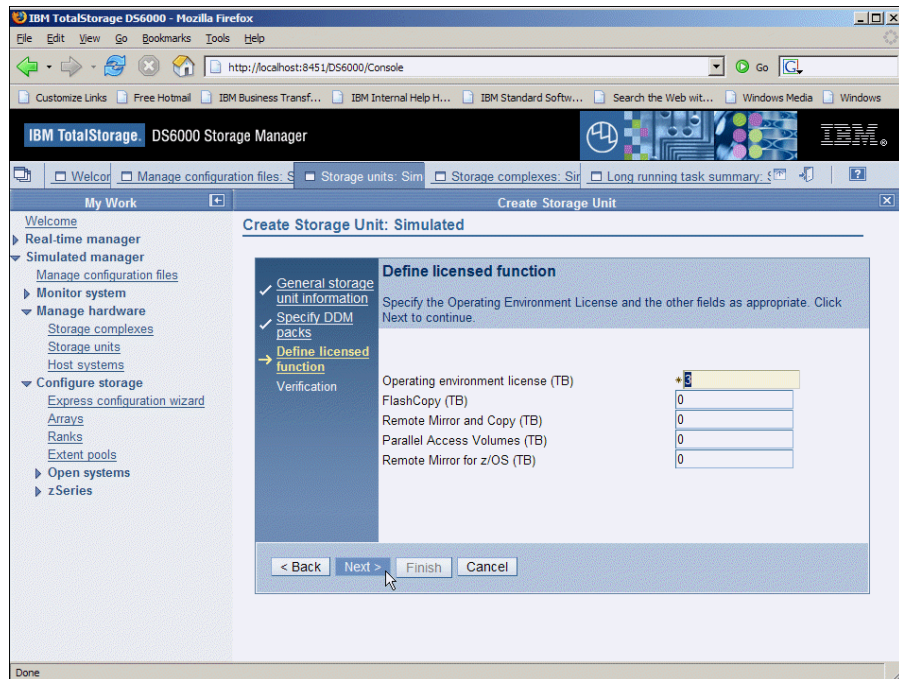 IBM TotalStorage DS6000 - Mozilla Firefox
File Edit View Go Bookmarks Tools Help
http://localhost:8451/DS6000/Console
Go
G
Customize Links Free Hotmail IBM Business Transf... IBM Internal Help H... IBM Standard Softw... Search the Web wit... Windows Media Windows
IBM TotalStorage. DS6000 Storage Manager
IBM
Welcor Manage configuration files: S Storage units: Sim Storage complexes: Sir Long running task summary: S ?
My Work
Create Storage Unit
Welcome
Real-time manager
Simulated manager
Manage configuration files
Monitor system
Manage hardware
Storage complexes
Storage units
Host systems
Configure storage
Express configuration wizard
Arrays
Ranks
Extent pools
Open systems
zSeries
Create Storage Unit: Simulated
General storage
unit information
Specify DDM
packs
Define licensed
function
Verification
Define licensed function
Specify the Operating Environment License and the other fields as appropriate. Click
Next to continue.
Operating environment license (TB) 3
FlashCopy (TB) 0
Remote Mirror and Copy (TB) 0
Parallel Access Volumes (TB) 0
Remote Mirror for z/OS (TB) 0
< Back Next > Finish Cancel
Done